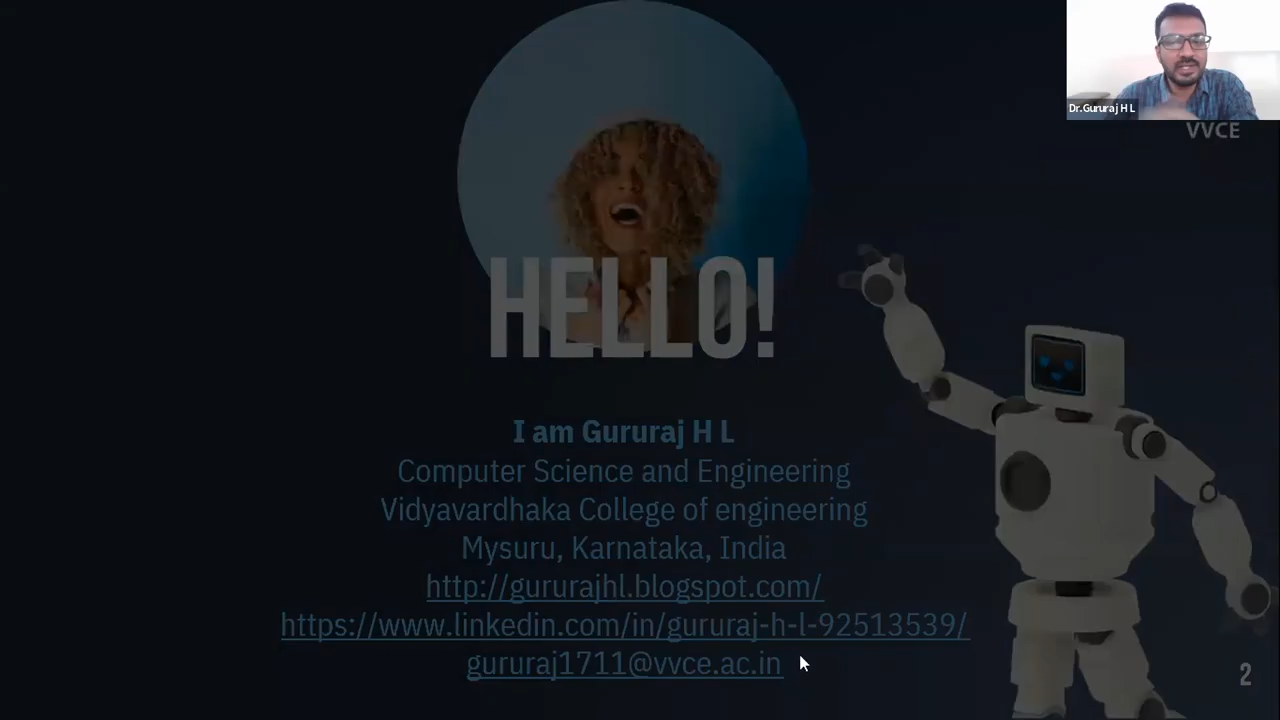 Dr.Gururaj H L
VVCE
HELLO!
I am Gururaj H L
Computer Science and Engineering
Vidyavardhaka College of engineering
Mysuru, Karnataka, India
http://gururajhl.blogspot.com/
https://www.linkedin.com/in/gururaj-h-l-92513539/
gururaj1711@vvce.ac.in
2